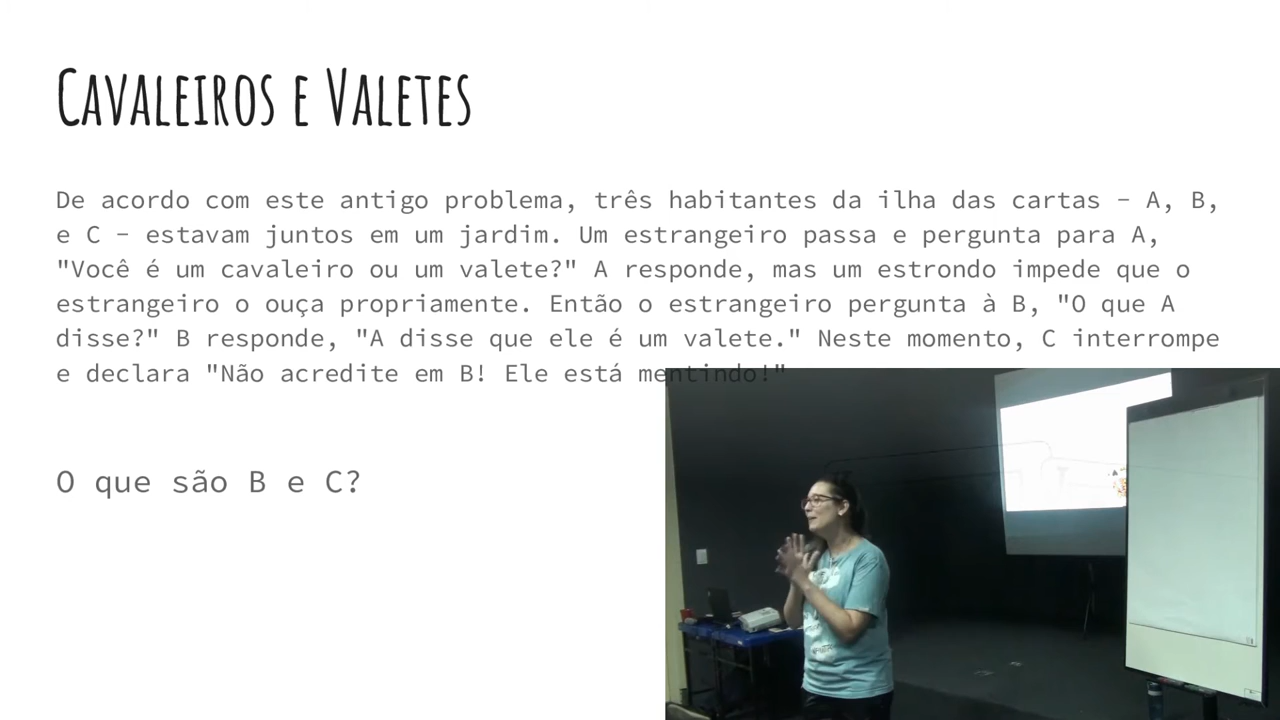 Cavaleiros e Valetes
De acordo com este antigo problema, três habitantes da ilha das cartas - A, B,
e C - estavam juntos em um jardim. Um estrangeiro passa e pergunta para A,
"Você é um cavaleiro ou um valete?" A responde, mas um estrondo impede que o
estrangeiro o ouça propriamente. Então o estrangeiro pergunta à B, "O que A
disse?" B responde, "A disse que ele é um valete." Neste momento, C interrompe
e declara "Não acredite em B! Ele está mentindo!"
O que são B e C?